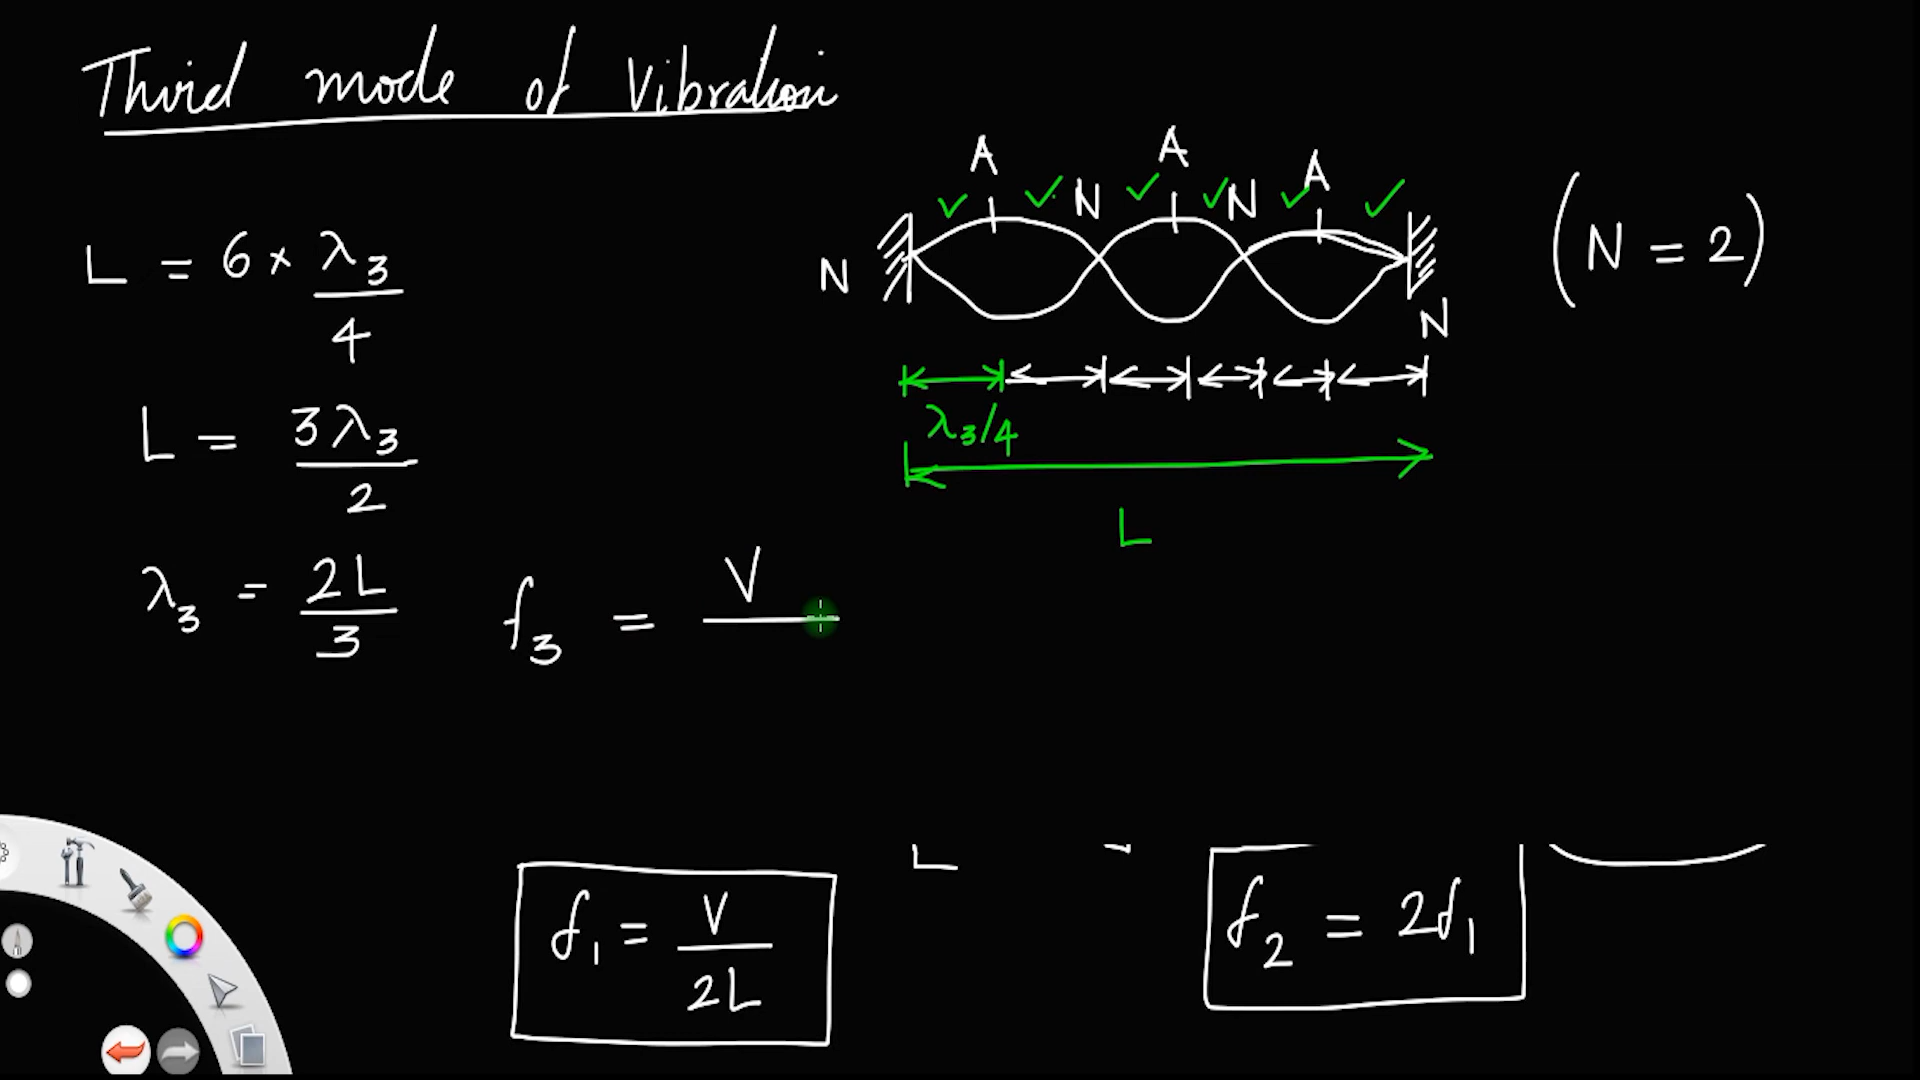 Third mode of Vibration
A A A
N N
N (N = 2)
N
L = 6 × λ₃/4
λ₃/4
L = 3λ₃/2
L
λ₃ = 2L/3 f₃ = V/
L
f₁ = V/2L f₂ = 2f₁